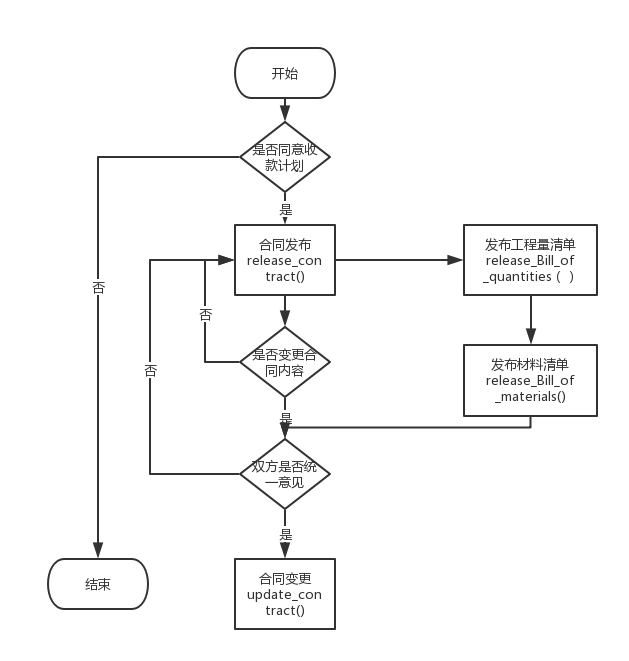 开始
是否同意收
款计划
是
合同发布
release_con
tract()
发布工程量清单
release_Bill_of
_quantities（ ）
否
否
是否变更合
同内容
否
发布材料清单
release_Bill_of
_materials()
是
双方是否统
一意见
是
结束
合同变更
update_con
tract()